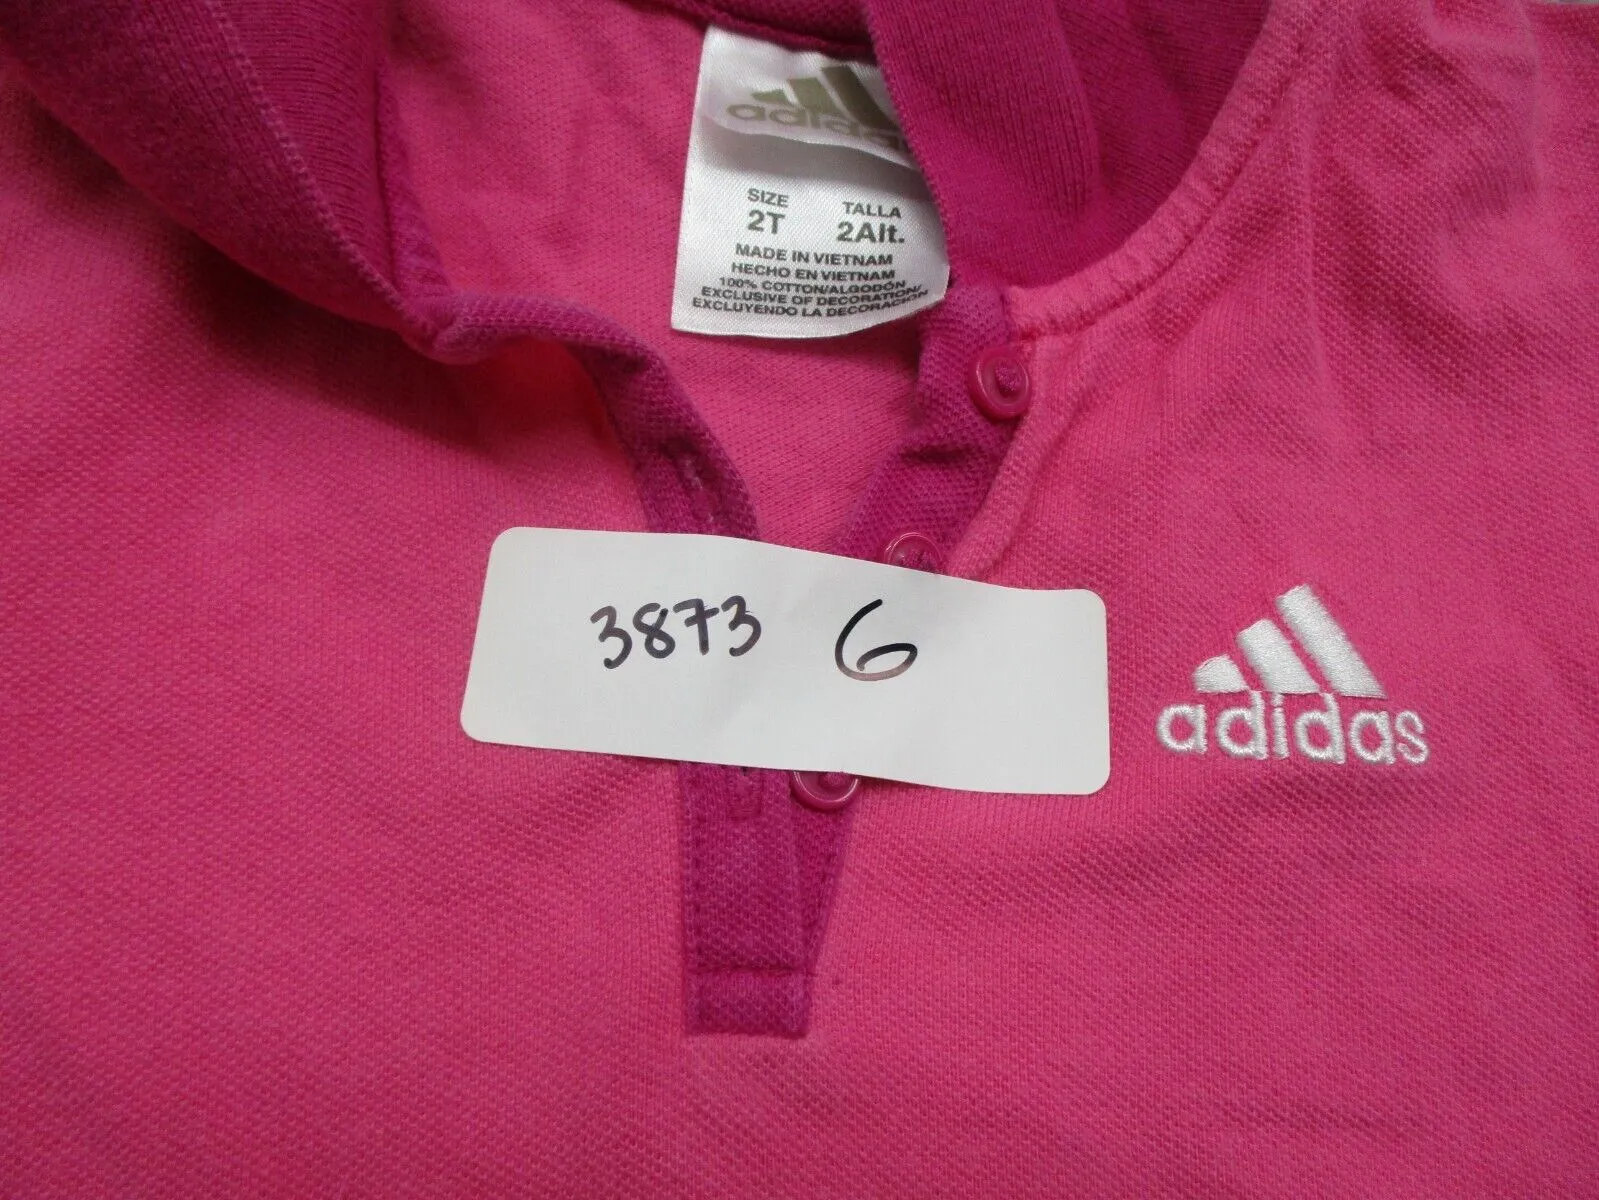 adidas
SIZE TALLA
2T 2Alt.
MADE IN VIETNAM
HECHO EN VIETNAM
100% COTTON/ALGODÓN
EXCLUSIVE OF DECORATION/
EXCLUYENDO LA DECORACIÓN
3873 6
adidas